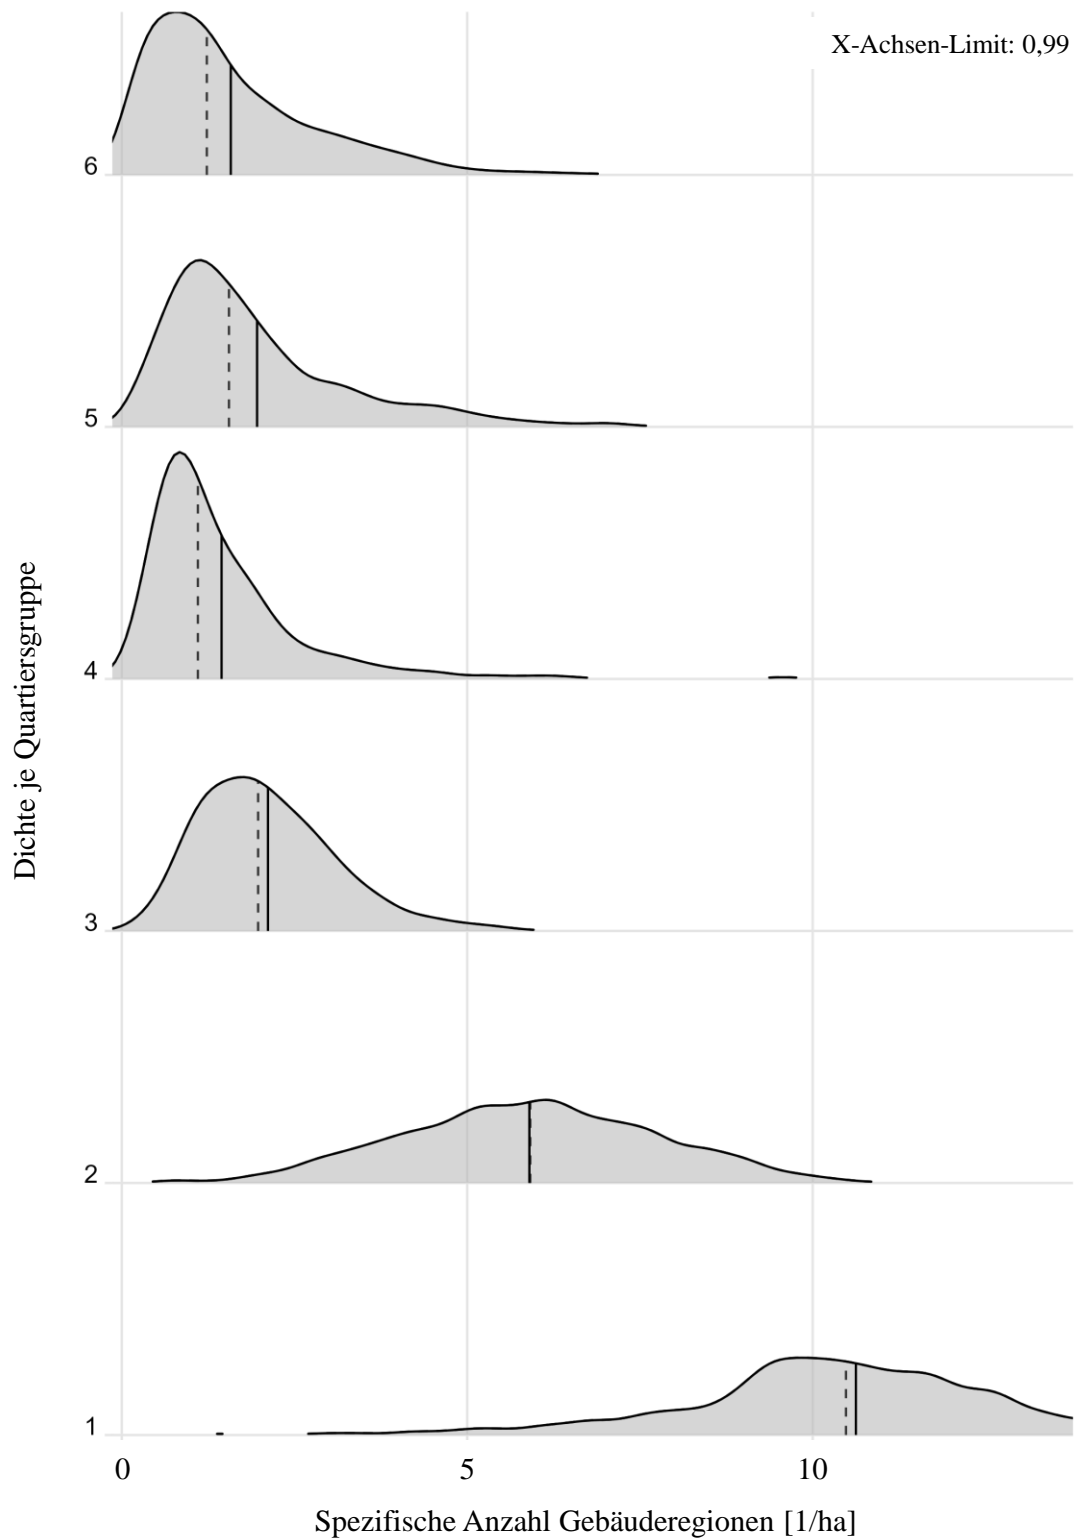 X-Achsen-Limit: 0,99
6
5
4
3
2
1
Dichte je Quartiersgruppe
0 5 10
Spezifische Anzahl Gebäuderegionen [1/ha]